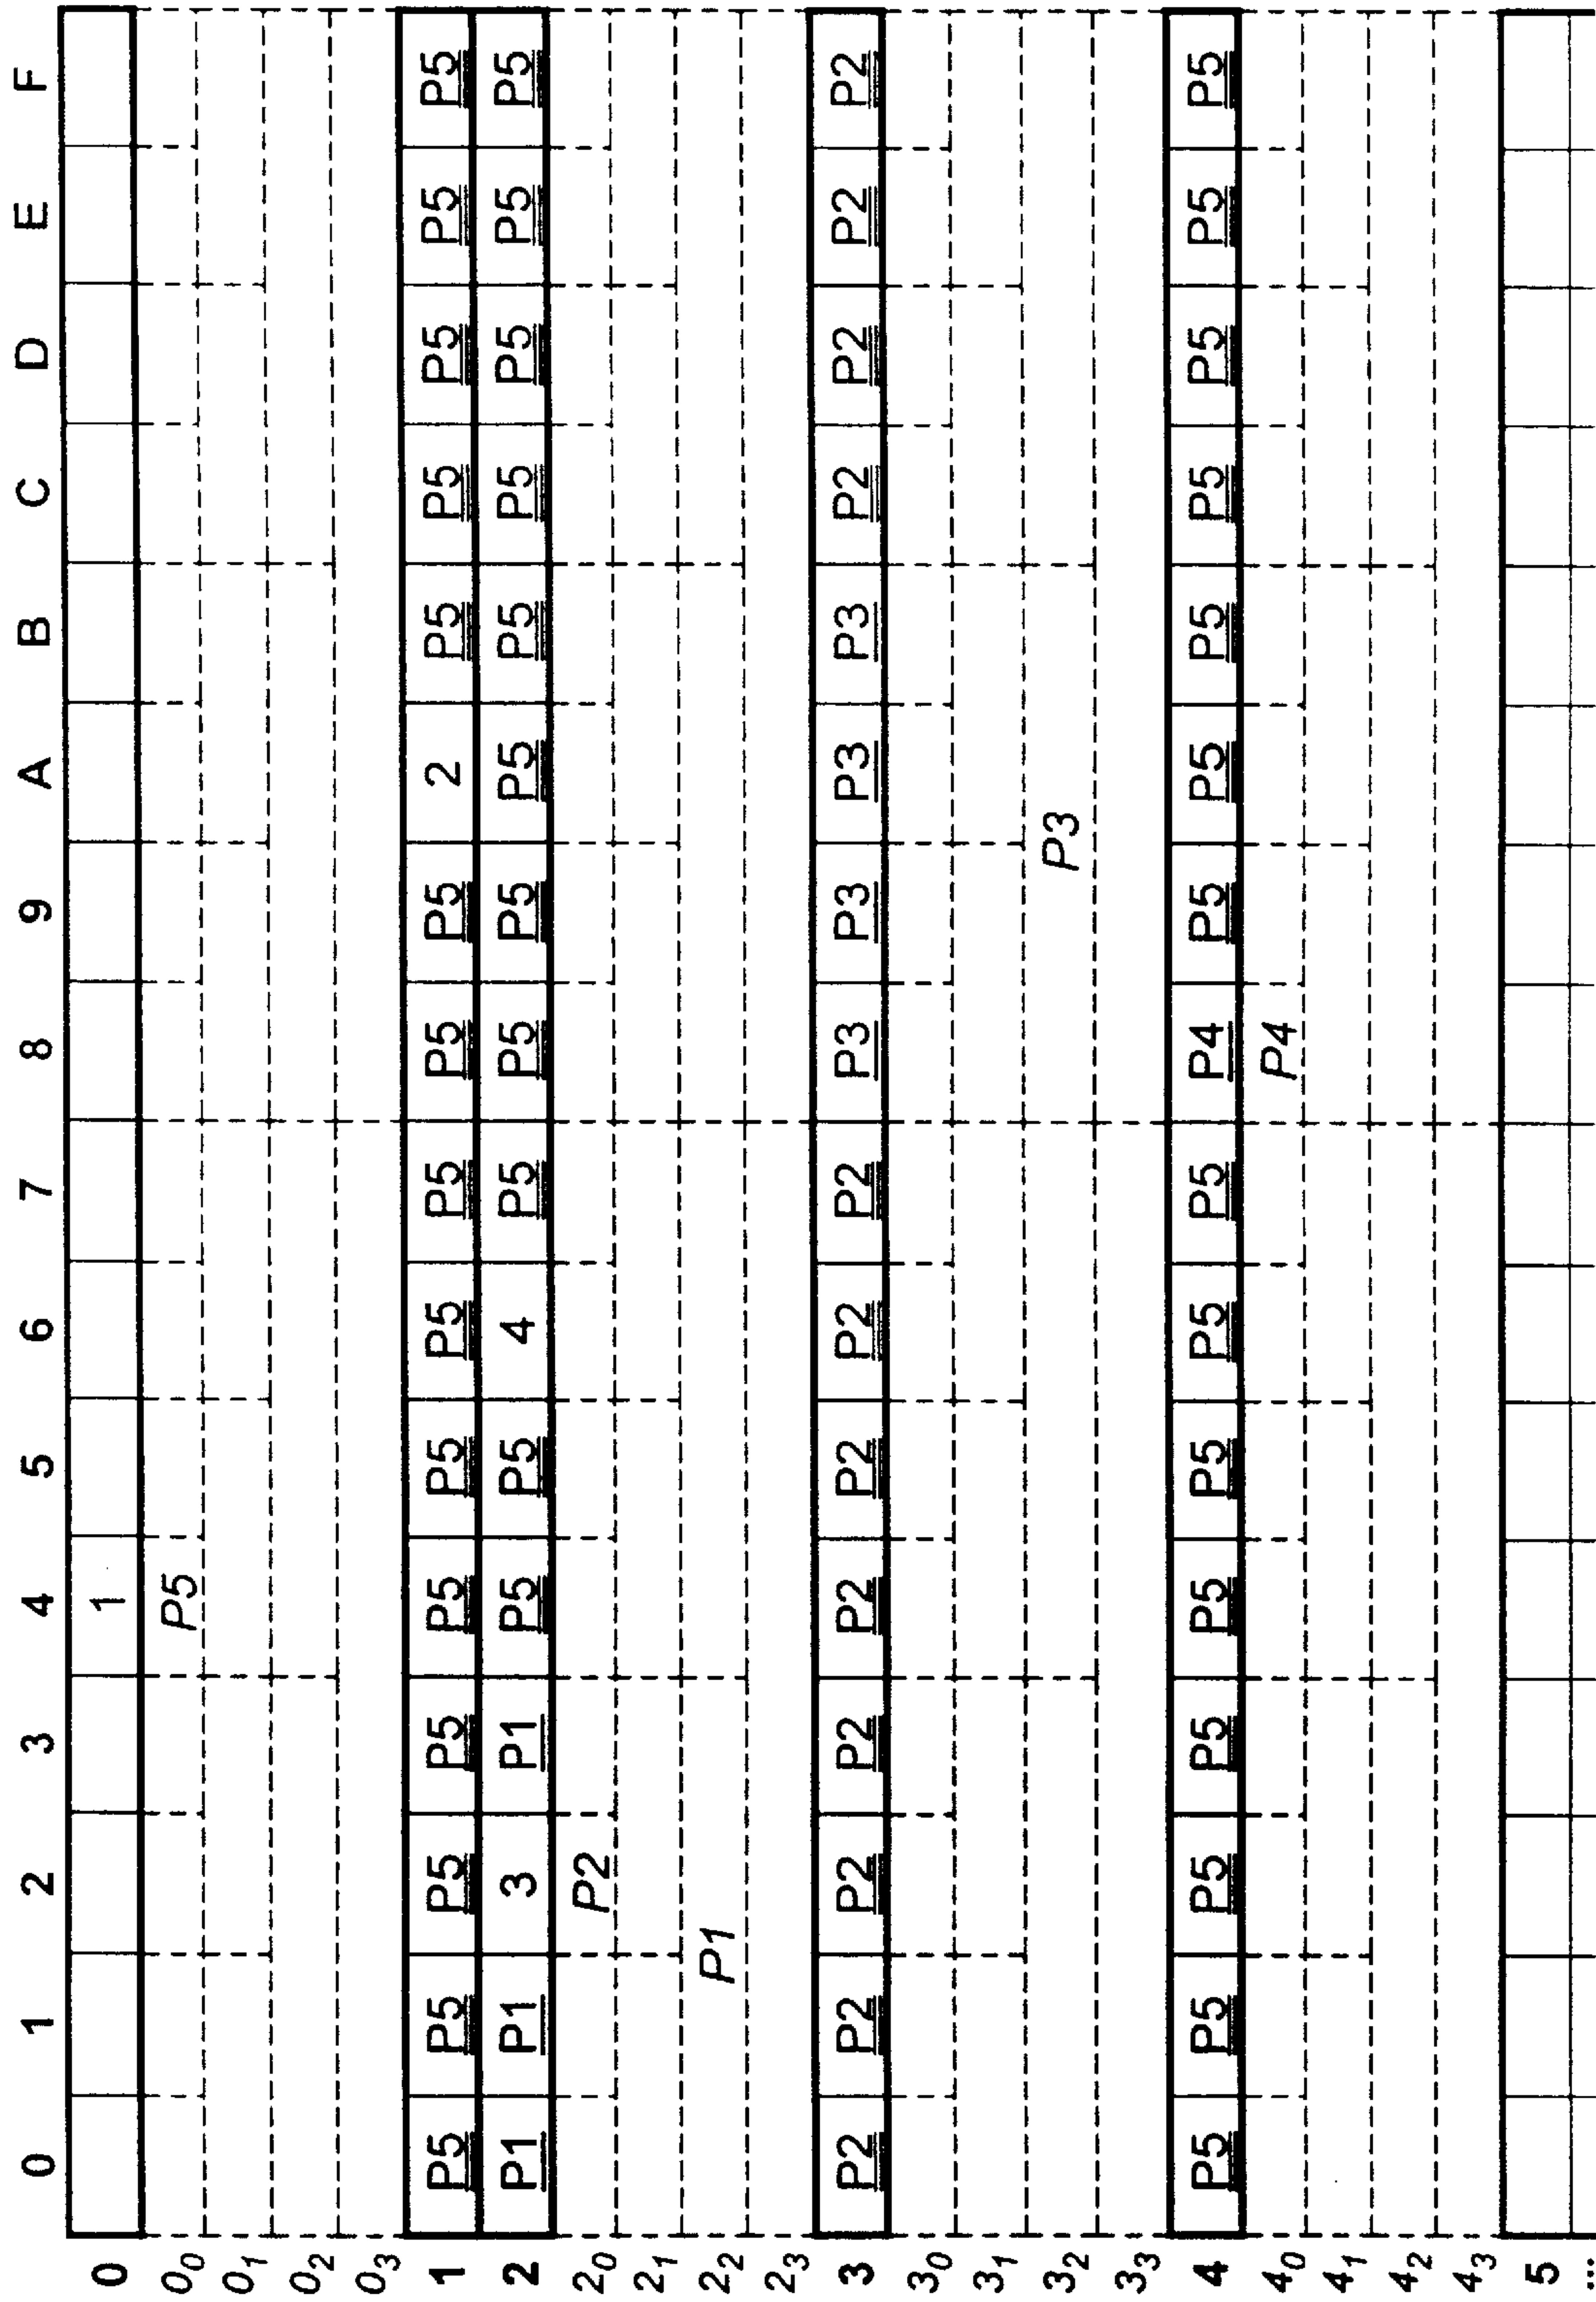 0 1 2 3 4 5 6 7 8 9 A B C D E F
0 1
0₀ P5
0₁
0₂
0₃
1 P5 P5 P5 P5 P5 P5 P5 P5 P5 P5 2 P5 P5 P5 P5 P5
2 P1 P1 3 P1 P5 P5 4 P5 P5 P5 P5 P5 P5 P5 P5 P5
2₀ P2
2₁
2₂ P1
2₃
3 P2 P2 P2 P2 P2 P2 P2 P2 P3 P3 P3 P3 P2 P2 P2 P2
3₀
3₁
3₂ P3
3₃
4 P5 P5 P5 P5 P5 P5 P5 P5 P4 P5 P5 P5 P5 P5 P5 P5
4₀ P4
4₁
4₂
4₃
5
...